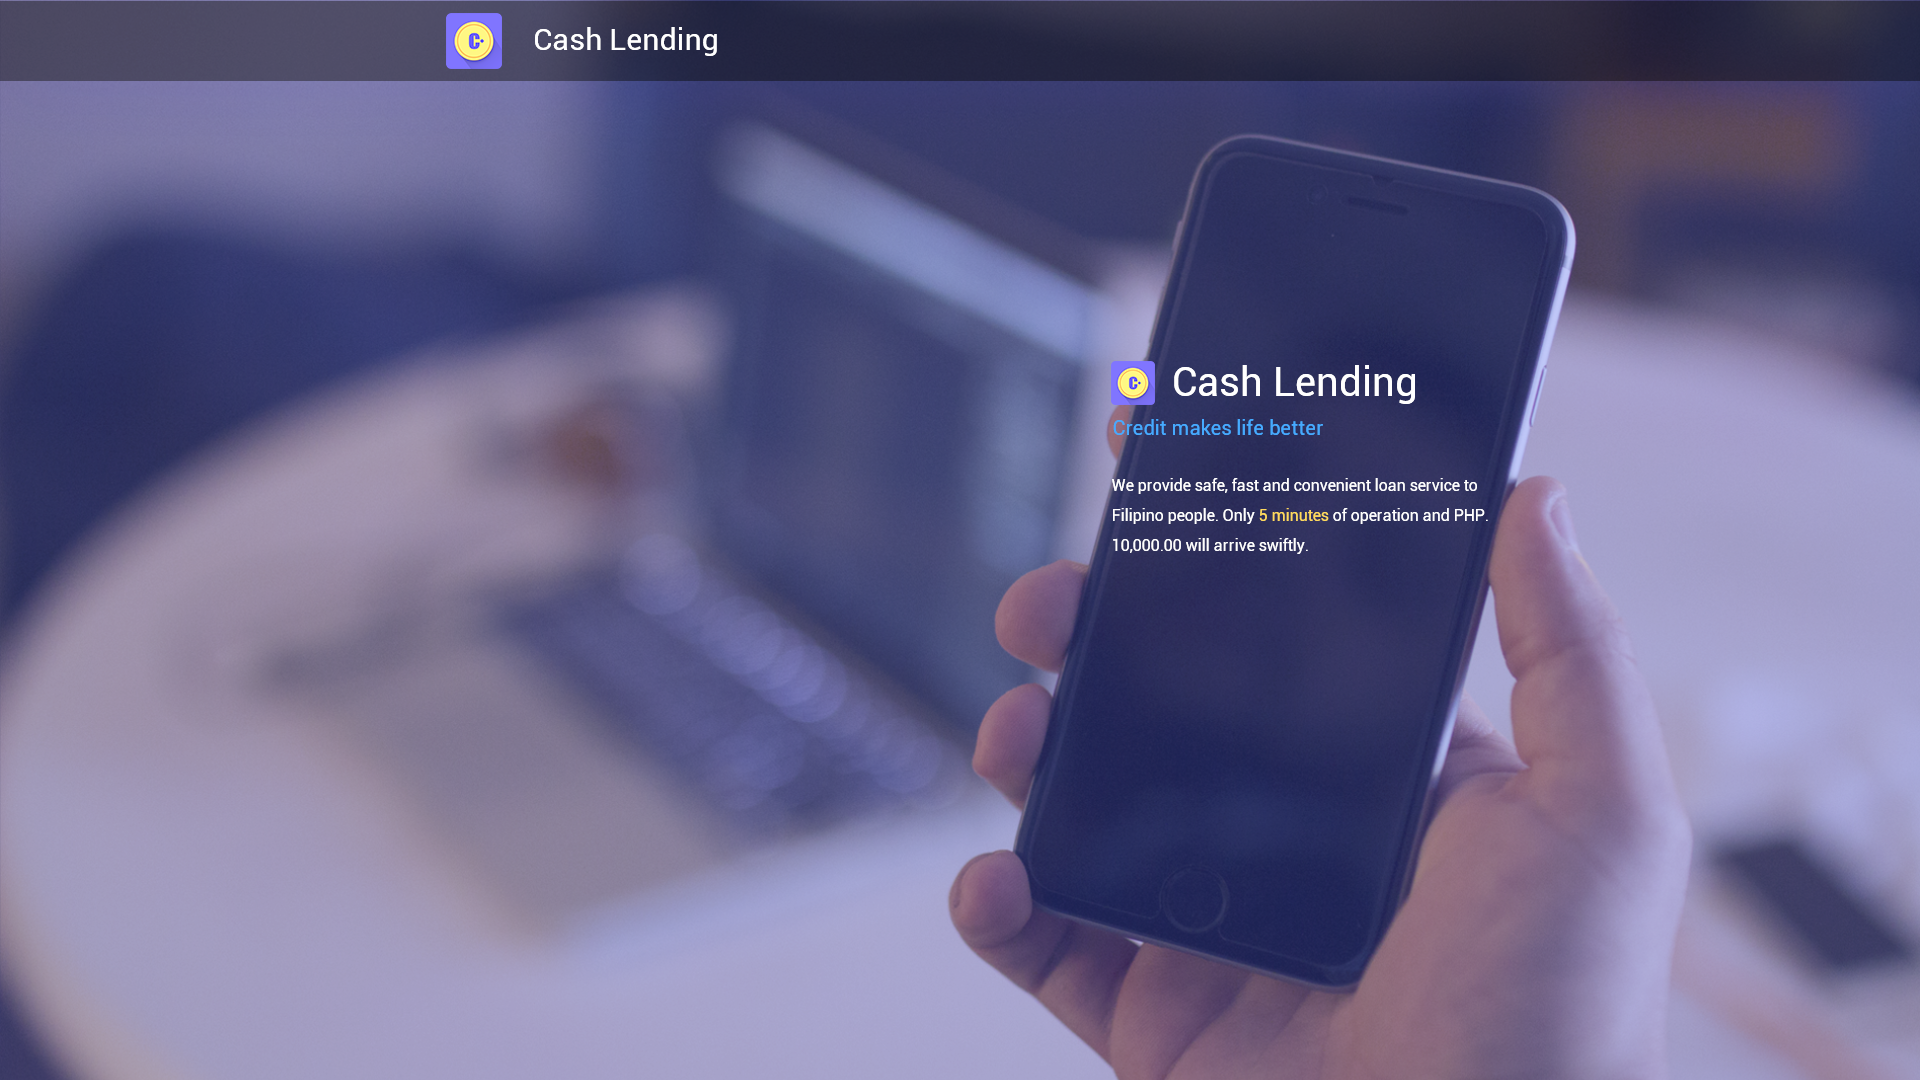 Cash Lending
Cash Lending
Credit makes life better
We provide safe, fast and convenient loan service to
Filipino people. Only 5 minutes of operation and PHP.
10,000.00 will arrive swiftly.